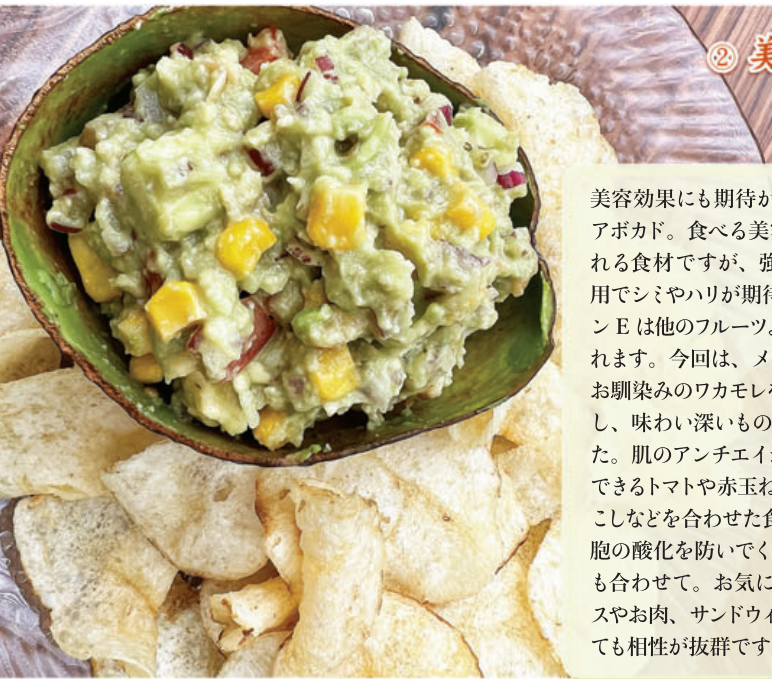 ② 美
美容効果にも期待が
アボカド。食べる美容
れる食材ですが、強
用でシミやハリが期待
ン E は他のフルーツ
れます。今回は、メ
お馴染みのワカモレ
し、味わい深いもの
た。肌のアンチエイ
できるトマトや赤玉ね
こしなどを合わせた食
胞の酸化を防いでく
も合わせて。お気に
スやお肉、サンドウィ
ても相性が抜群です